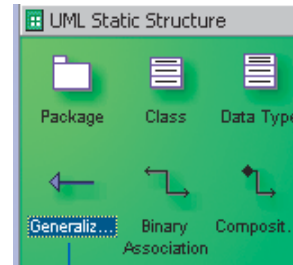 UML Static Structure
Package
Class
Data Type
Generaliz...
Binary
Association
Composit...